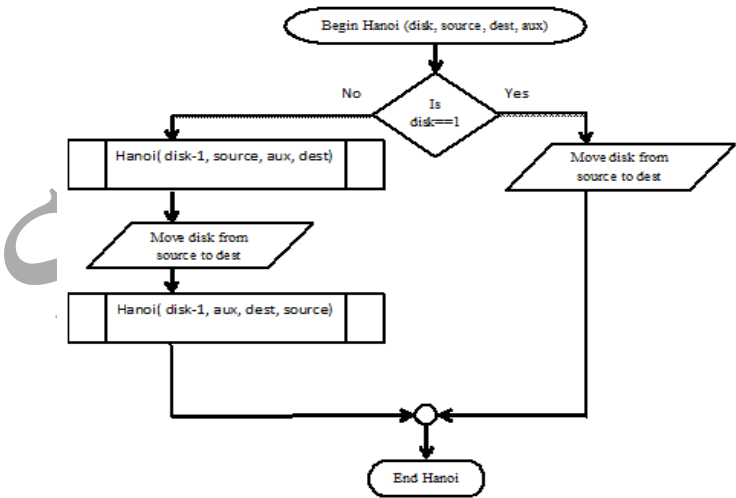 Begin Hanoi (disk, source, dest, aux)
No
Is
disk==1
Yes
Hanoi( disk-1, source, aux, dest)
Move disk from
source to dest
Move disk from
source to dest
Hanoi( disk-1, aux, dest, source)
End Hanoi